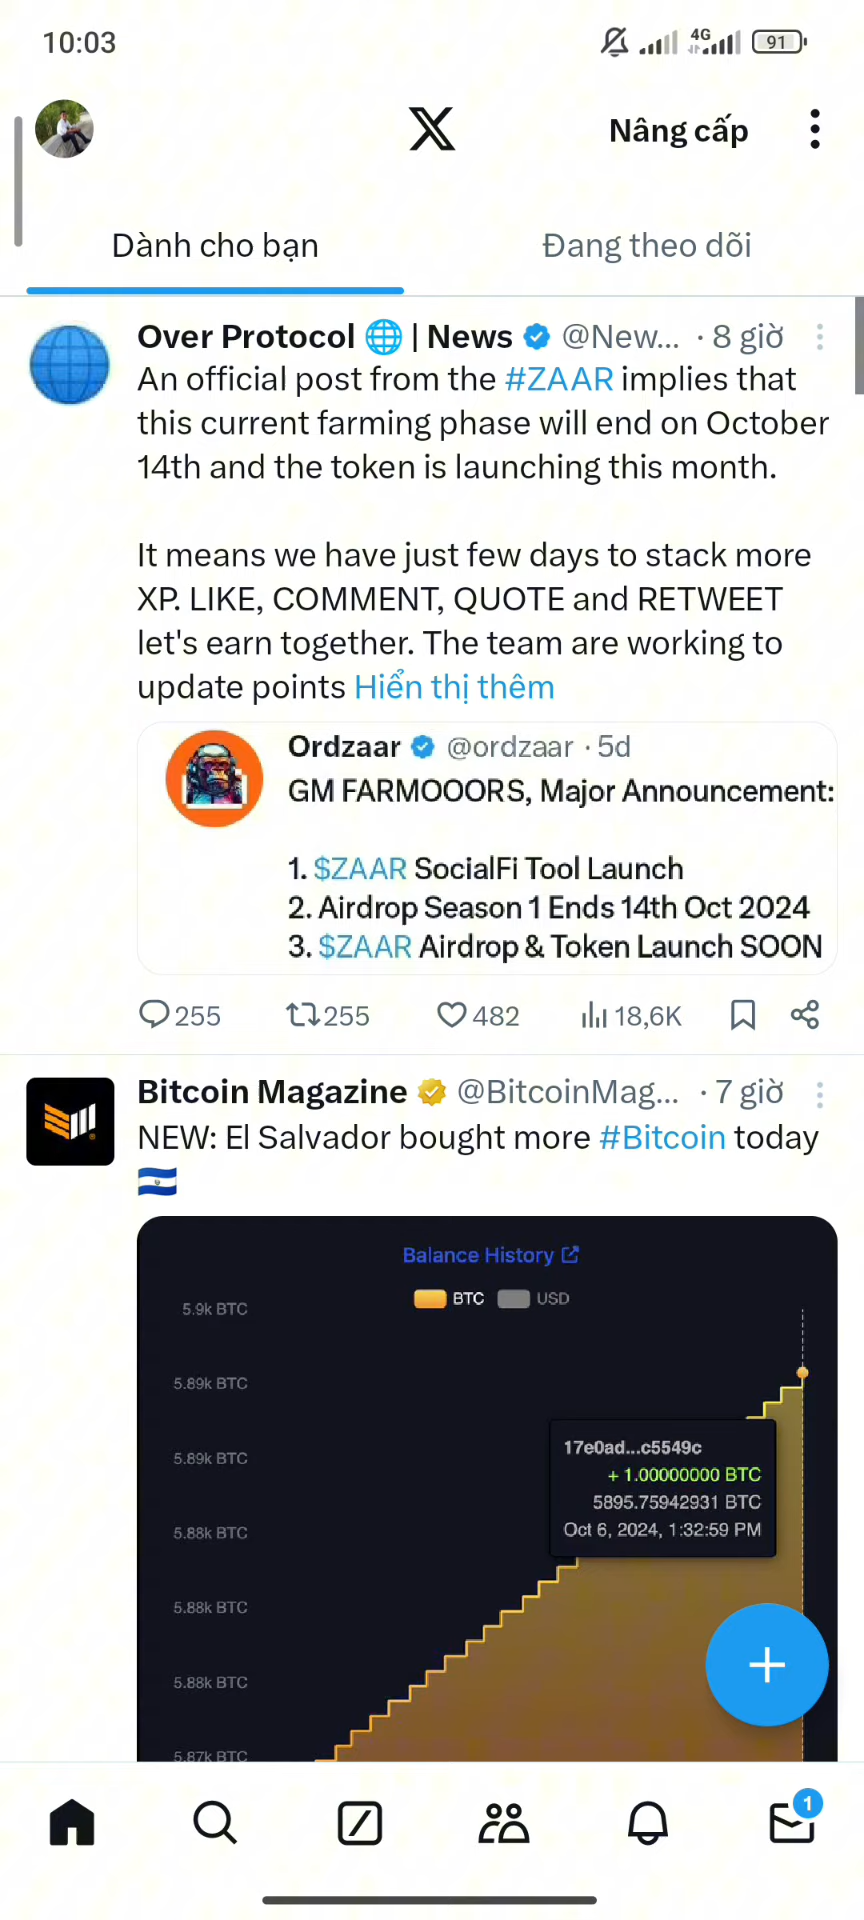 10:03
4G
91
Nâng cấp
Dành cho bạn
Đang theo dõi
Over Protocol 🌐 | News @New... · 8 giờ
An official post from the #ZAAR implies that
this current farming phase will end on October
14th and the token is launching this month.
It means we have just few days to stack more
XP. LIKE, COMMENT, QUOTE and RETWEET
let's earn together. The team are working to
update points Hiển thị thêm
Ordzaar @ordzaar · 5d
GM FARMOOORS, Major Announcement:
1. $ZAAR SocialFi Tool Launch
2. Airdrop Season 1 Ends 14th Oct 2024
3. $ZAAR Airdrop & Token Launch SOON
255
255
482
18,6K
Bitcoin Magazine @BitcoinMag... · 7 giờ
NEW: El Salvador bought more #Bitcoin today
🇸🇻
Balance History
BTC
USD
5.9k BTC
5.89k BTC
5.89k BTC
17e0ad...c5549c
+ 1.00000000 BTC
5895.75942931 BTC
Oct 6, 2024, 1:32:59 PM
5.88k BTC
5.88k BTC
5.88k BTC
5.87k BTC
1